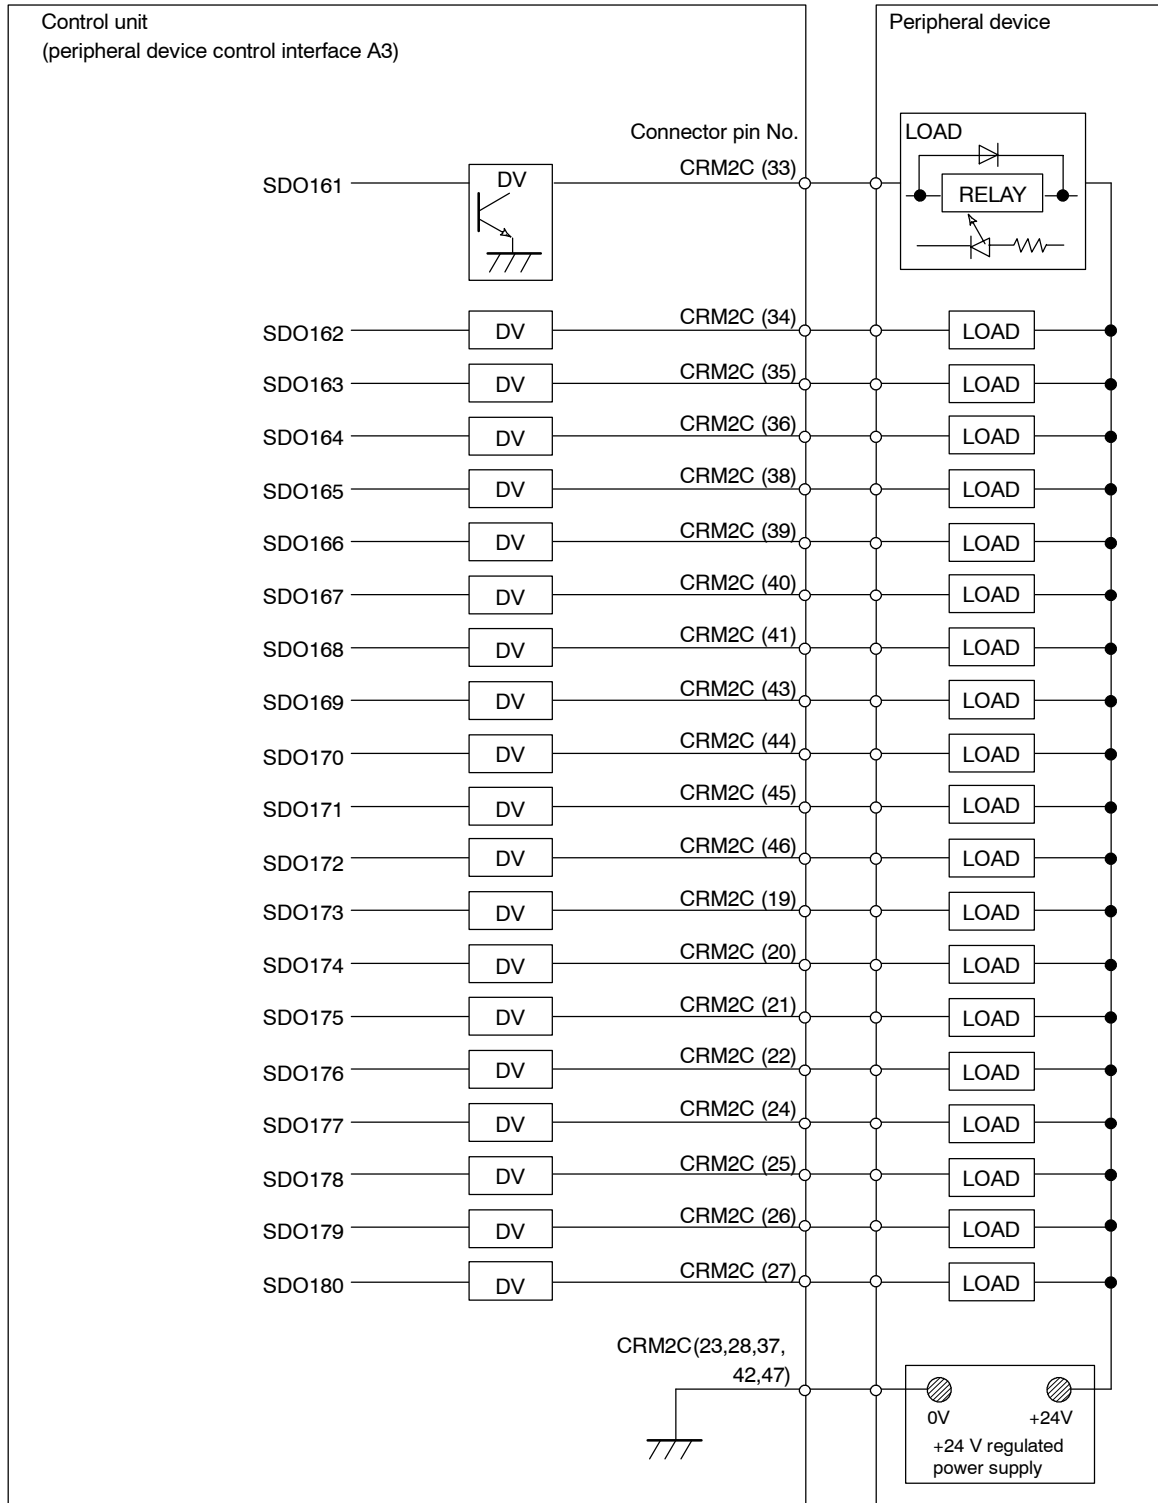 Control unit
(peripheral device control interface A3)
Peripheral device
Connector pin No.
LOAD
SDO161 DV CRM2C (33) RELAY
SDO162 DV CRM2C (34) LOAD
SDO163 DV CRM2C (35) LOAD
SDO164 DV CRM2C (36) LOAD
SDO165 DV CRM2C (38) LOAD
SDO166 DV CRM2C (39) LOAD
SDO167 DV CRM2C (40) LOAD
SDO168 DV CRM2C (41) LOAD
SDO169 DV CRM2C (43) LOAD
SDO170 DV CRM2C (44) LOAD
SDO171 DV CRM2C (45) LOAD
SDO172 DV CRM2C (46) LOAD
SDO173 DV CRM2C (19) LOAD
SDO174 DV CRM2C (20) LOAD
SDO175 DV CRM2C (21) LOAD
SDO176 DV CRM2C (22) LOAD
SDO177 DV CRM2C (24) LOAD
SDO178 DV CRM2C (25) LOAD
SDO179 DV CRM2C (26) LOAD
SDO180 DV CRM2C (27) LOAD
CRM2C(23,28,37,
42,47)
0V +24V
+24 V regulated
power supply